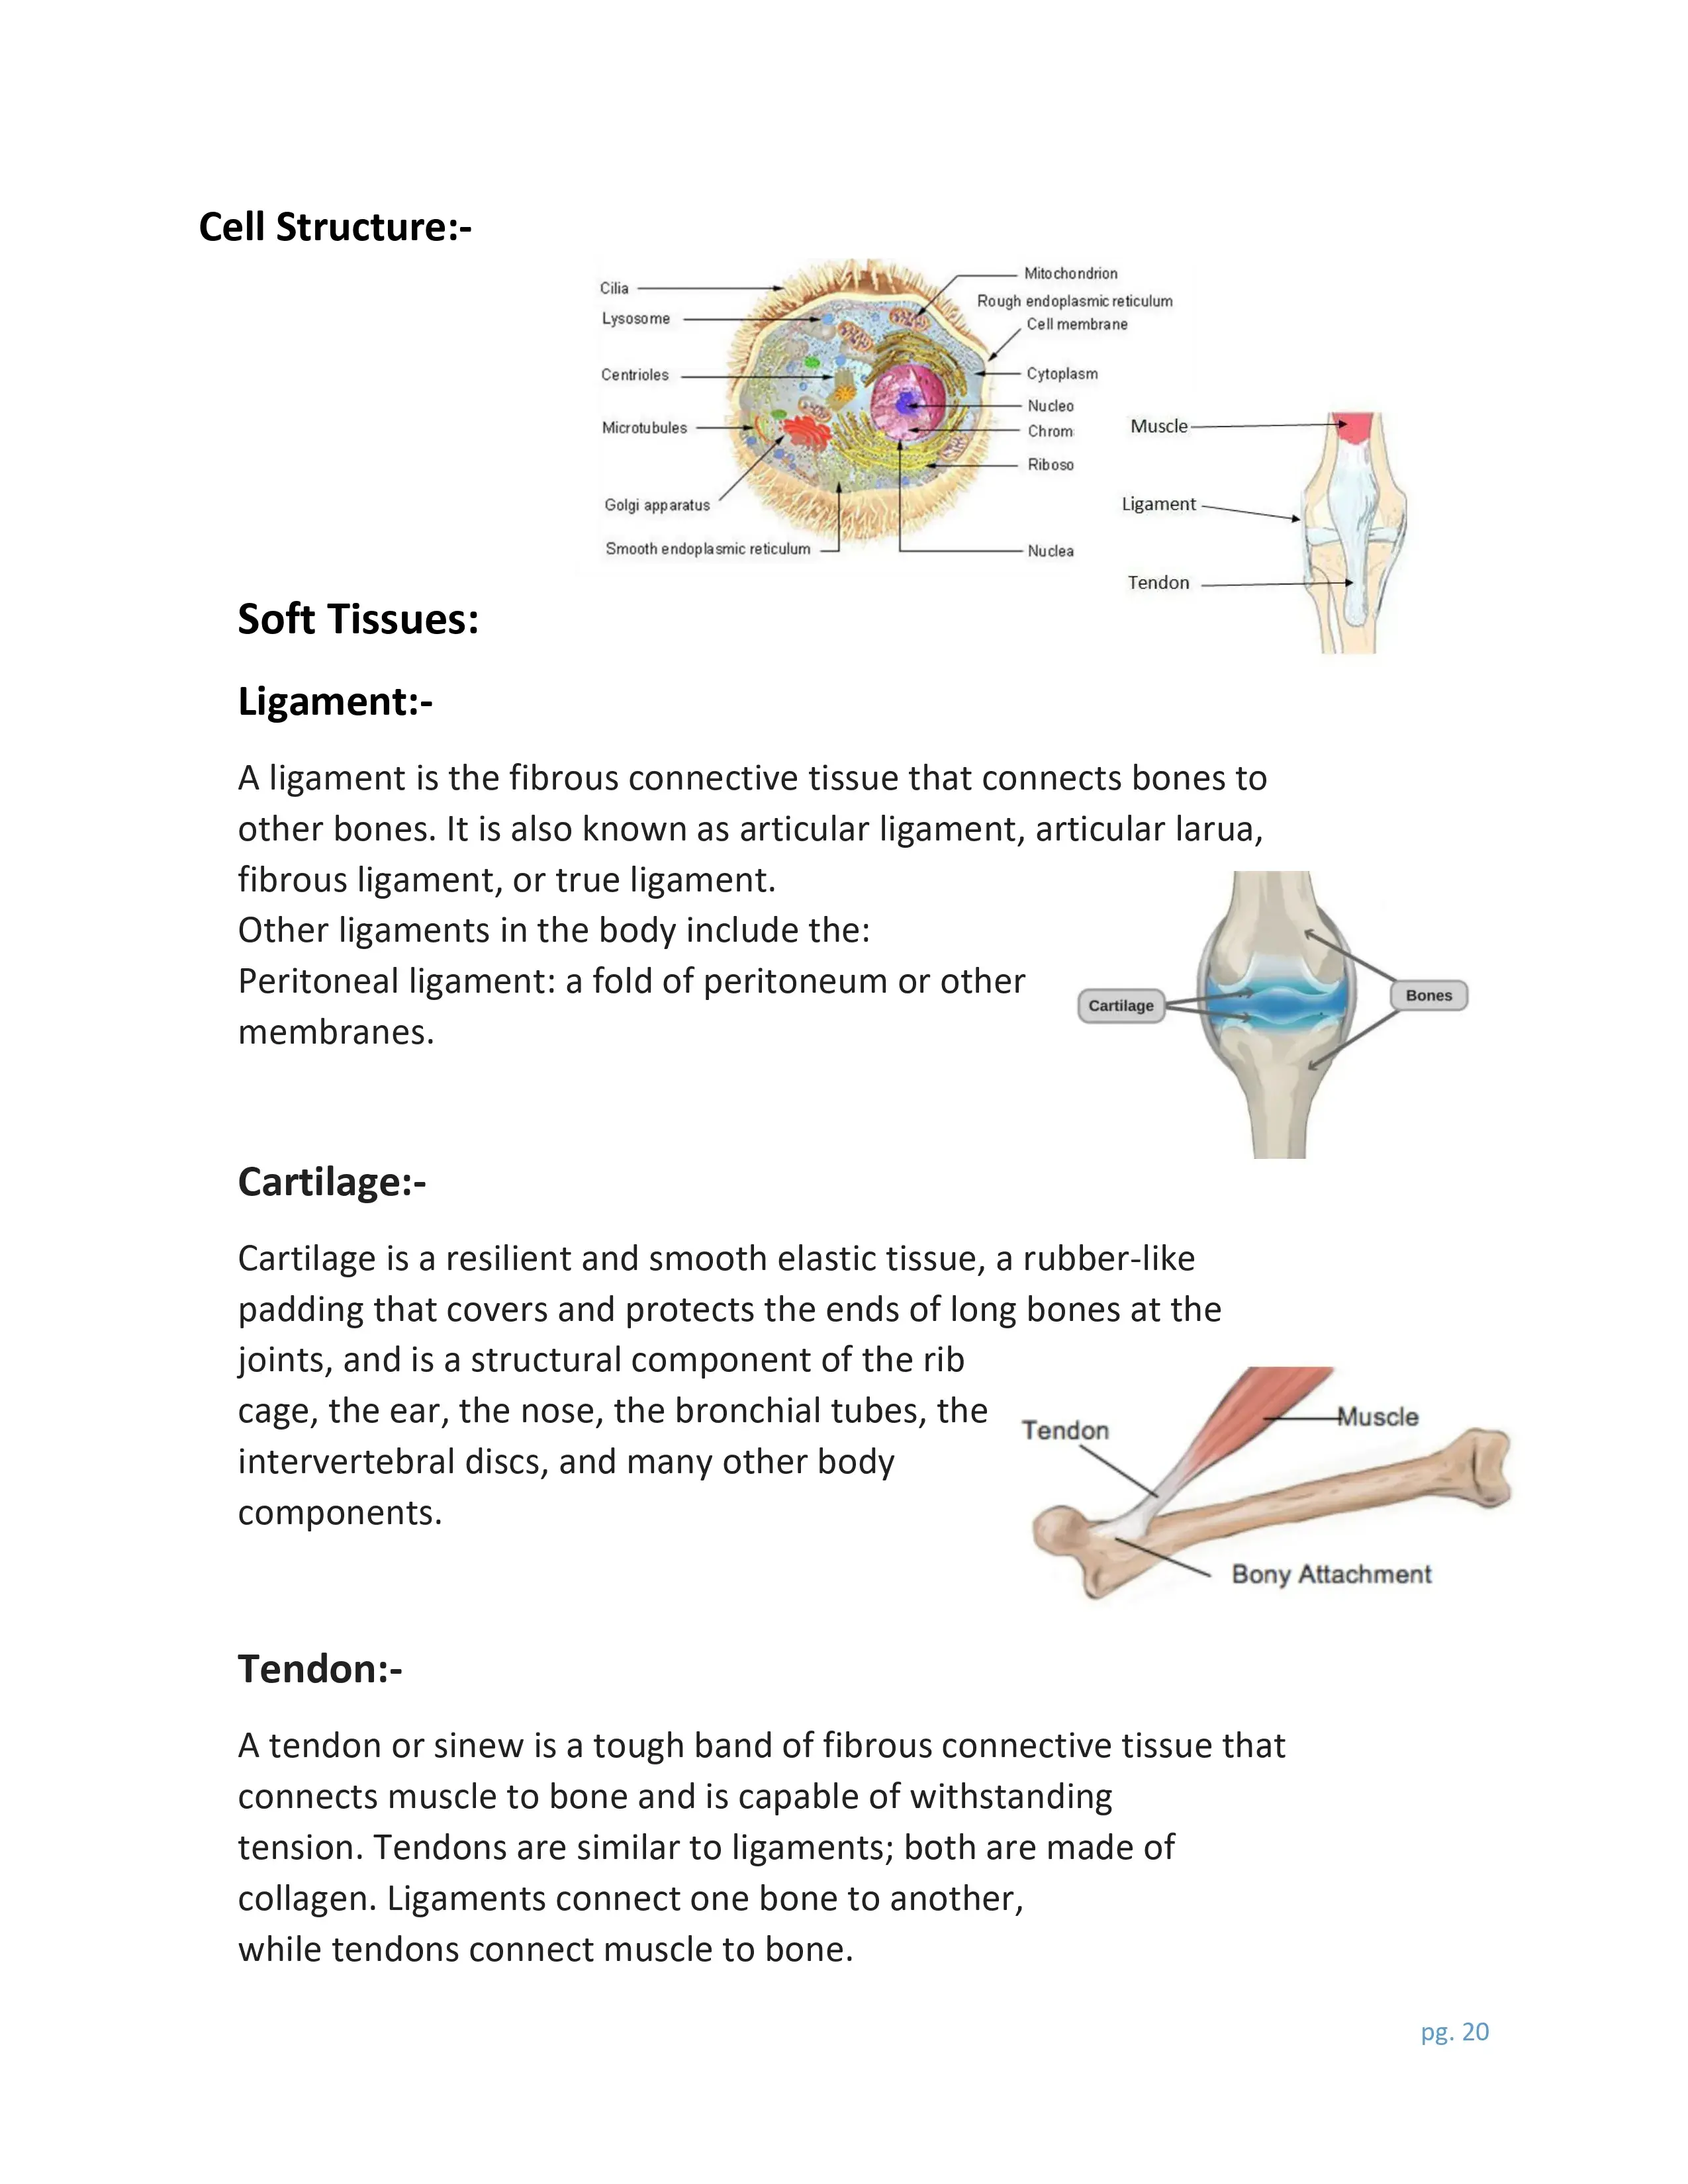 Cell Structure:-
Cilia
Lysosome
Centrioles
Microtubules
Golgi apparatus
Smooth endoplasmic reticulum
Mitochondrion
Rough endoplasmic reticulum
Cell membrane
Cytoplasm
Nucleo
Chrom
Riboso
Nuclea
Muscle
Ligament
Tendon
Soft Tissues:
Ligament:-
A ligament is the fibrous connective tissue that connects bones to
other bones. It is also known as articular ligament, articular larua,
fibrous ligament, or true ligament.
Other ligaments in the body include the:
Peritoneal ligament: a fold of peritoneum or other
membranes.
Cartilage
Bones
Cartilage:-
Cartilage is a resilient and smooth elastic tissue, a rubber-like
padding that covers and protects the ends of long bones at the
joints, and is a structural component of the rib
cage, the ear, the nose, the bronchial tubes, the
intervertebral discs, and many other body
components.
Tendon
Muscle
Bony Attachment
Tendon:-
A tendon or sinew is a tough band of fibrous connective tissue that
connects muscle to bone and is capable of withstanding
tension. Tendons are similar to ligaments; both are made of
collagen. Ligaments connect one bone to another,
while tendons connect muscle to bone.
pg. 20